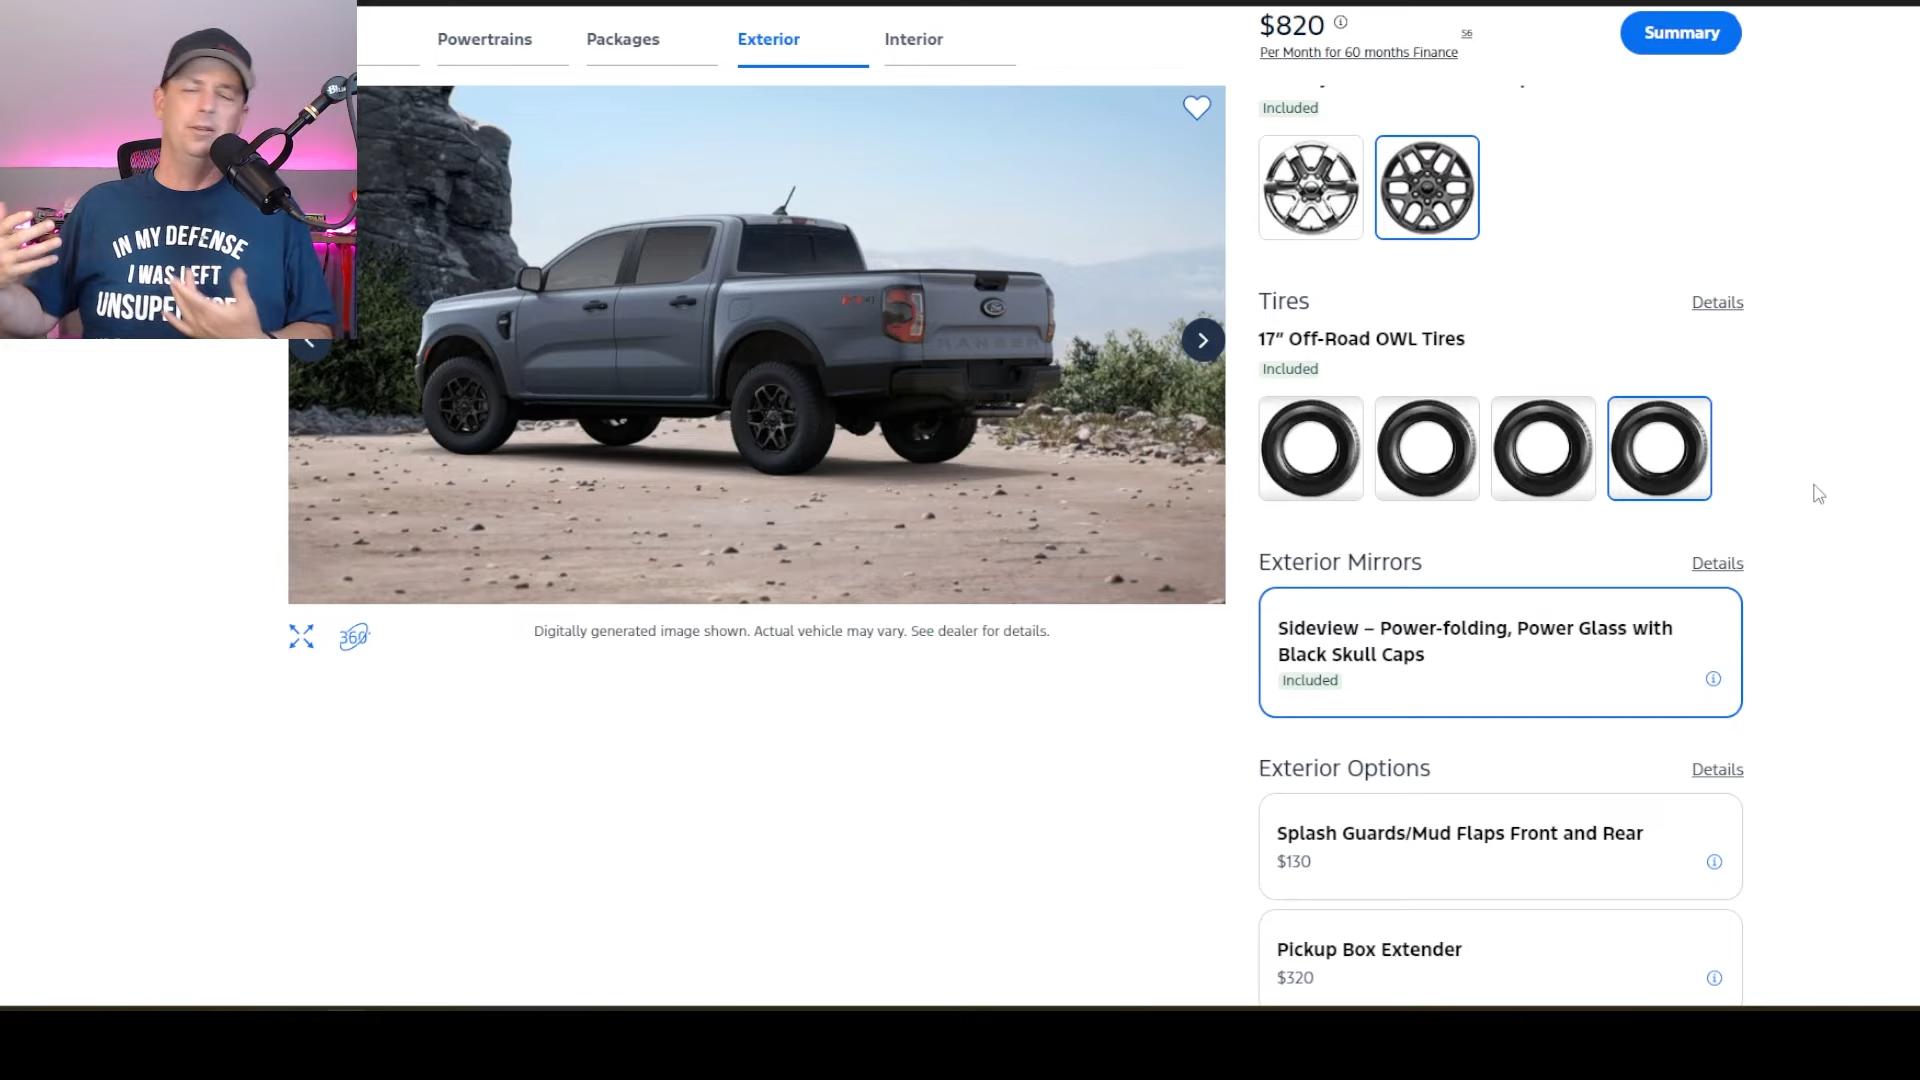 Powertrains
Packages
Exterior
Interior
$820
56
Per Month for 60 months Finance
Summary
Included
IN MY DEFENSE
I WAS LEFT
RANGER
Tires
Details
17" Off-Road OWL Tires
Included
Exterior Mirrors
Details
Sideview – Power-folding, Power Glass with
Black Skull Caps
Included
360°
Digitally generated image shown. Actual vehicle may vary. See dealer for details.
Exterior Options
Details
Splash Guards/Mud Flaps Front and Rear
$130
Pickup Box Extender
$320